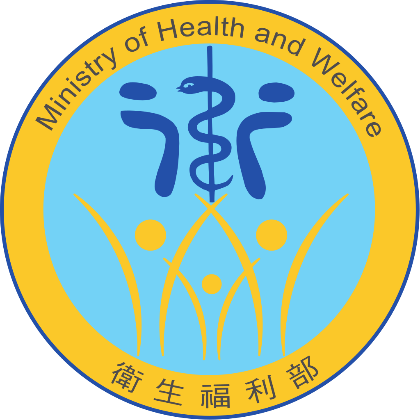 Ministry of Health and Welfare
衛生福利部